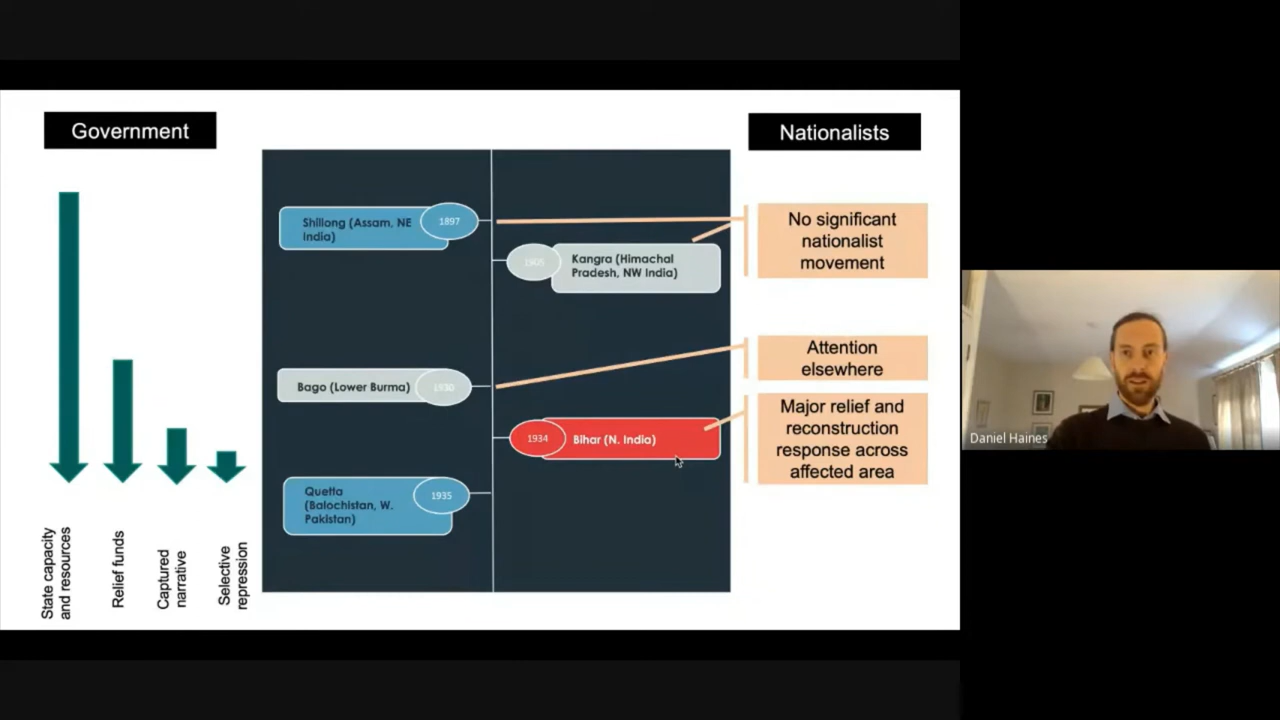 Government
Nationalists
Shillong (Assam, NE
India)
1897
1905
Kangra (Himachal
Pradesh, NW India)
No significant
nationalist
movement
Bago (Lower Burma)
1930
Attention
elsewhere
1934
Bihar (N. India)
Major relief and
reconstruction
response across
affected area
Quetta
(Balochistan, W.
Pakistan)
1935
State capacity
and resources
Relief funds
Captured
narrative
Selective
repression
Daniel Haines